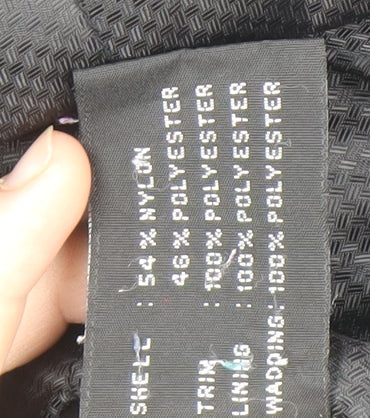 SHELL : 54% NYLON
46% POLYESTER
TRIM : 100% POLYESTER
LINING : 100% POLYESTER
WADDING : 100% POLYESTER